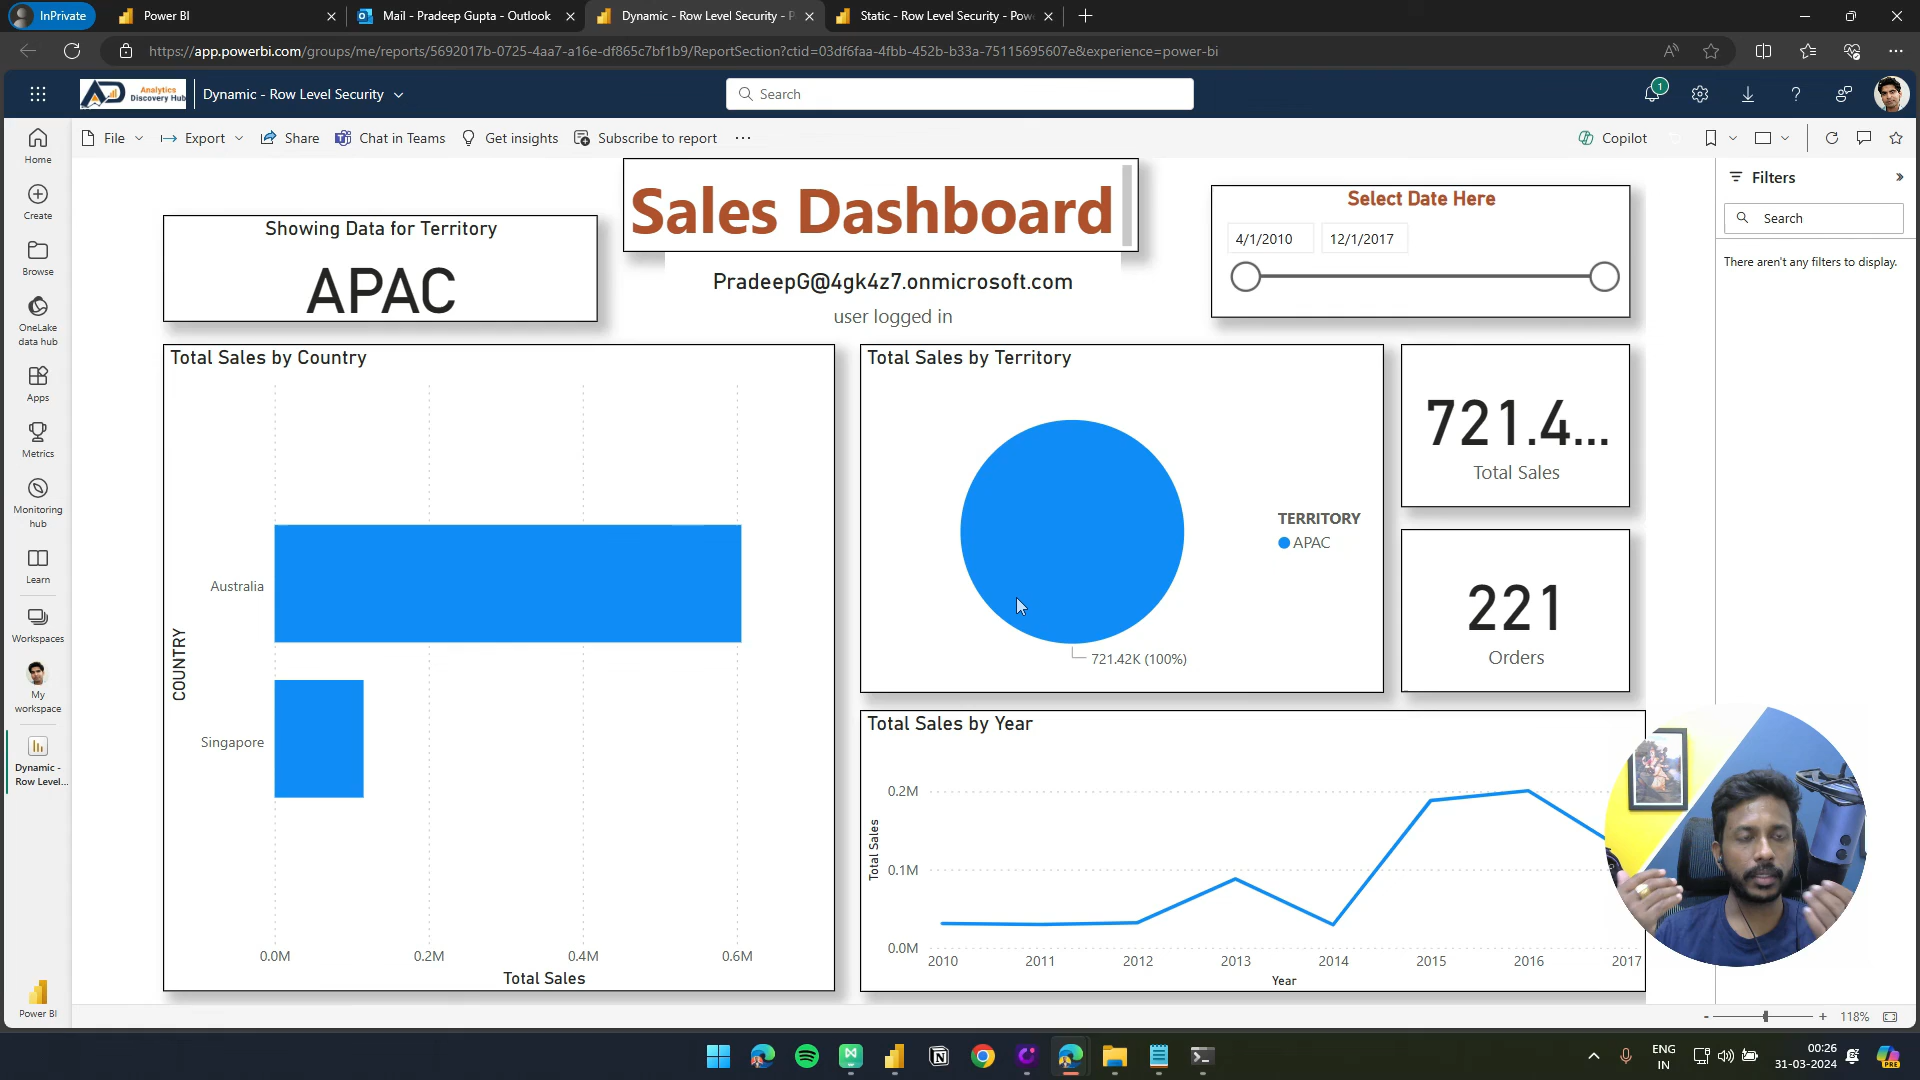 InPrivate
Power BI
Mail - Pradeep Gupta - Outlook
Dynamic - Row Level Security - P
Static - Row Level Security - Pow
https://app.powerbi.com/groups/me/reports/5692017b-0725-4aa7-a16e-df865c7bf1b9/ReportSection?ctid=03df6faa-4fbb-452b-b33a-75115695607e&experience=power-bi
Analytics
Discovery Hub
Dynamic - Row Level Security
Search
1
File
Export
Share
Chat in Teams
Get insights
Subscribe to report
Copilot
Home
Create
Browse
OneLake
data hub
Apps
Metrics
Monitoring
hub
Learn
Workspaces
My
workspace
Dynamic -
Row Level...
Power BI
Showing Data for Territory
APAC
Sales Dashboard
PradeepG@4gk4z7.onmicrosoft.com
user logged in
Select Date Here
4/1/2010
12/1/2017
Filters
Search
There aren't any filters to display.
Total Sales by Country
COUNTRY
Australia
Singapore
0.0M
0.2M
0.4M
0.6M
Total Sales
Total Sales by Territory
TERRITORY
APAC
721.42K (100%)
721.4...
Total Sales
221
Orders
Total Sales by Year
Total Sales
0.2M
0.1M
0.0M
2010
2011
2012
2013
2014
2015
2016
2017
Year
118%
ENG
IN
00:26
31-03-2024
PRE